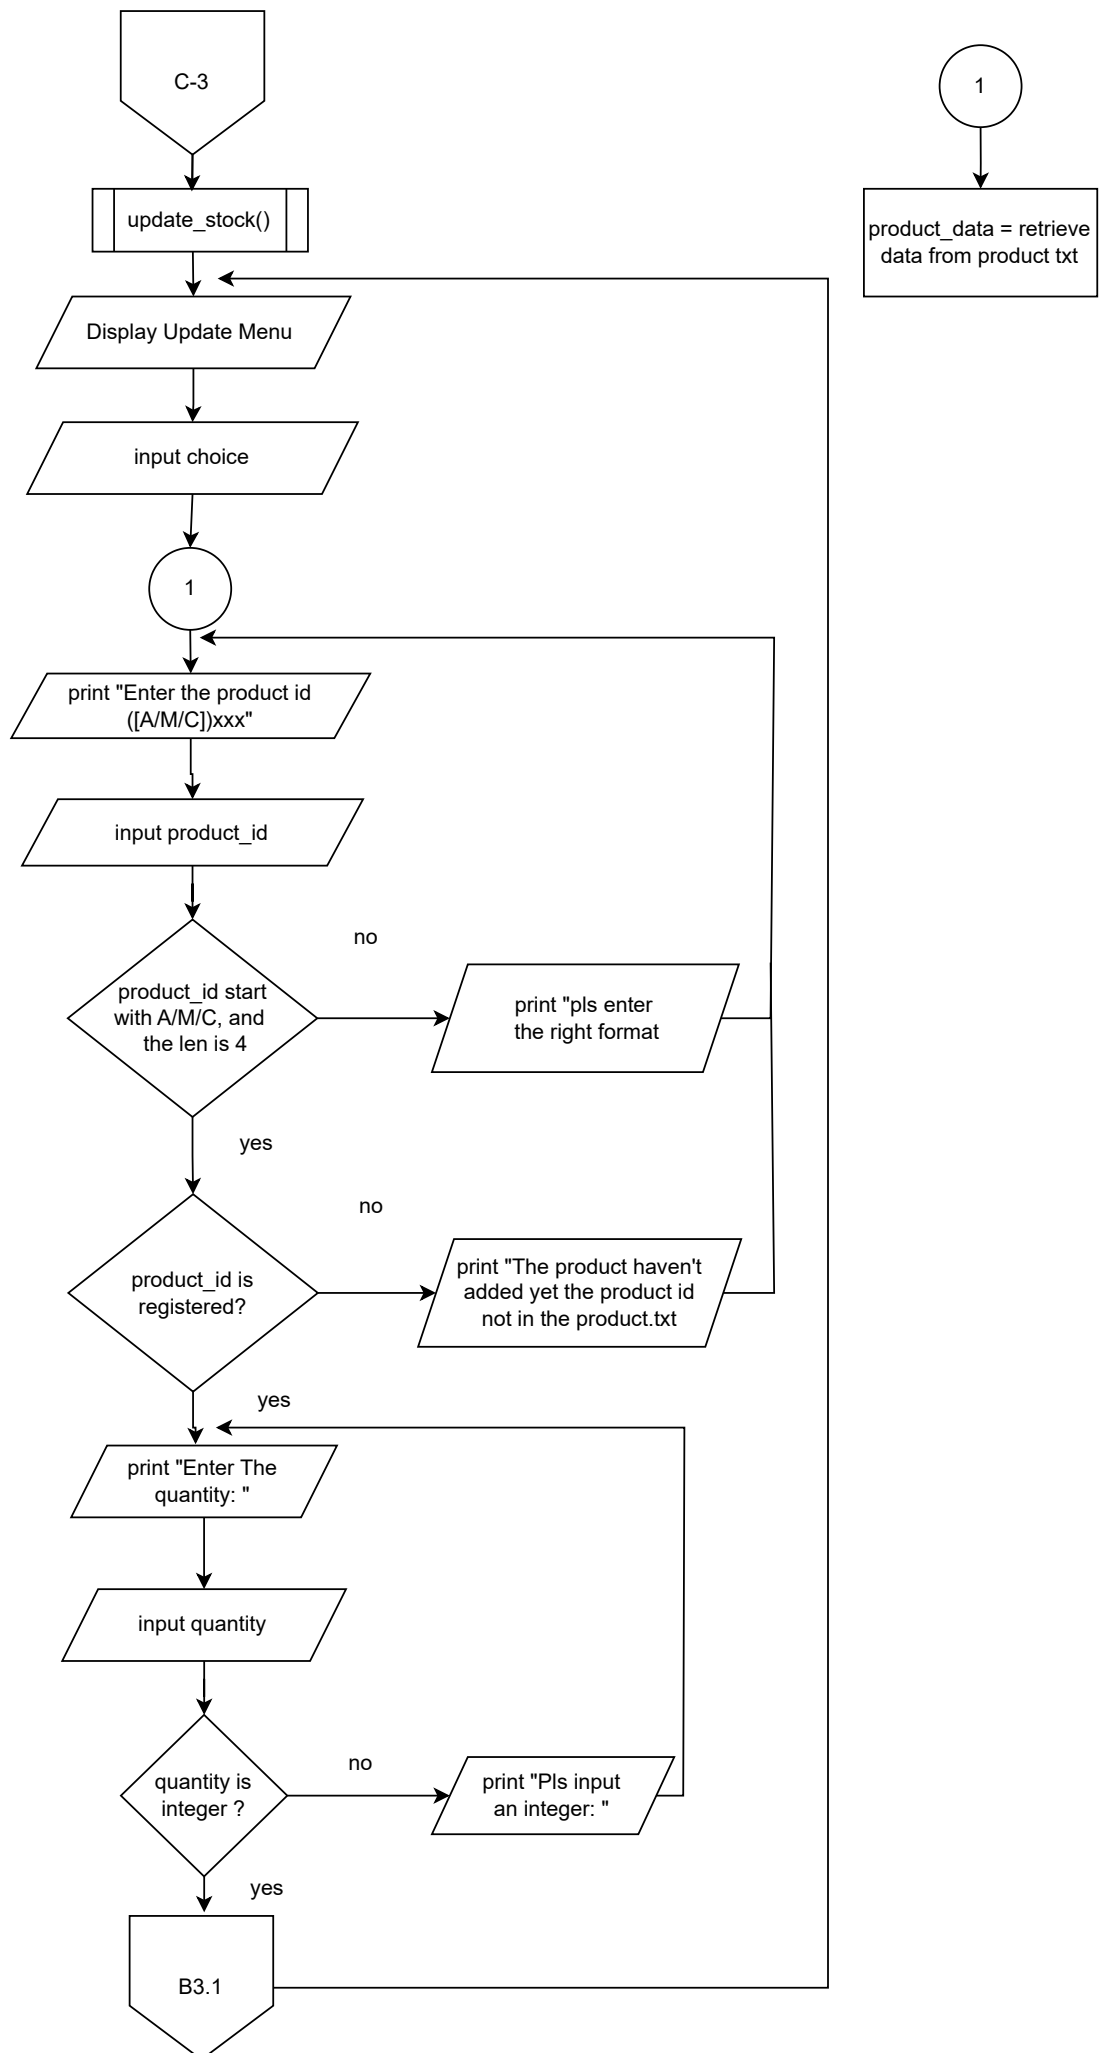 C-3
update_stock()
Display Update Menu
input choice
1
print "Enter the product id
([A/M/C])xxx"
input product_id
product_id start
with A/M/C, and
the len is 4
no
print "pls enter
the right format
yes
product_id is
registered?
no
print "The product haven't
added yet the product id
not in the product.txt
yes
print "Enter The
quantity: "
input quantity
quantity is
integer ?
no
print "Pls input
an integer: "
yes
B3.1
1
product_data = retrieve
data from product txt